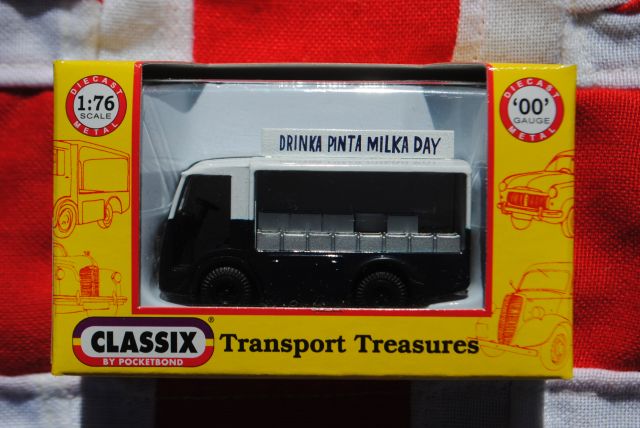 DIECAST
1:76
SCALE
METAL
DIECAST
'00'
GAUGE
METAL
DRINKA PINTA MILKA DAY
CLASSIX®
BY POCKETBOND
Transport Treasures